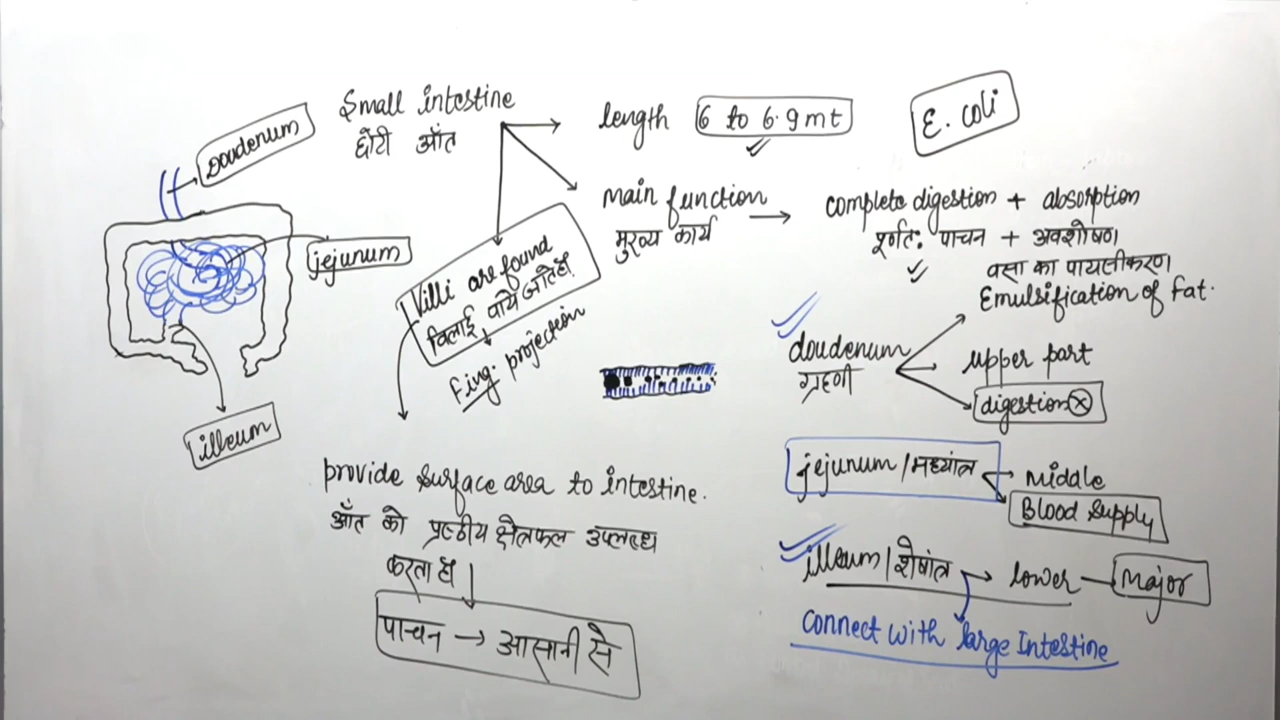 Small intestine
छोटी आँत
length 6 to 6.9mt
E. coli
Doudenum
jejunum
illeum
main function
मुख्य कार्य
complete digestion + absorption
पूर्णतः पाचन + अवशोषण
वसा का पायसीकरण
Emulsification of fat.
Villi are found
विलाई पाये जाते हैं
Fing. projection
doudenum
ग्रहणी
upper part
digestion x
jejunum/मध्यांत्र
middle
Blood Supply
provide surface area to intestine.
आँत को प्रष्ठीय क्षेत्रफल उपलब्ध
करता है
पाचन → आसानी से
illeum/शेषांत्र
lower
major
Connect with large Intestine